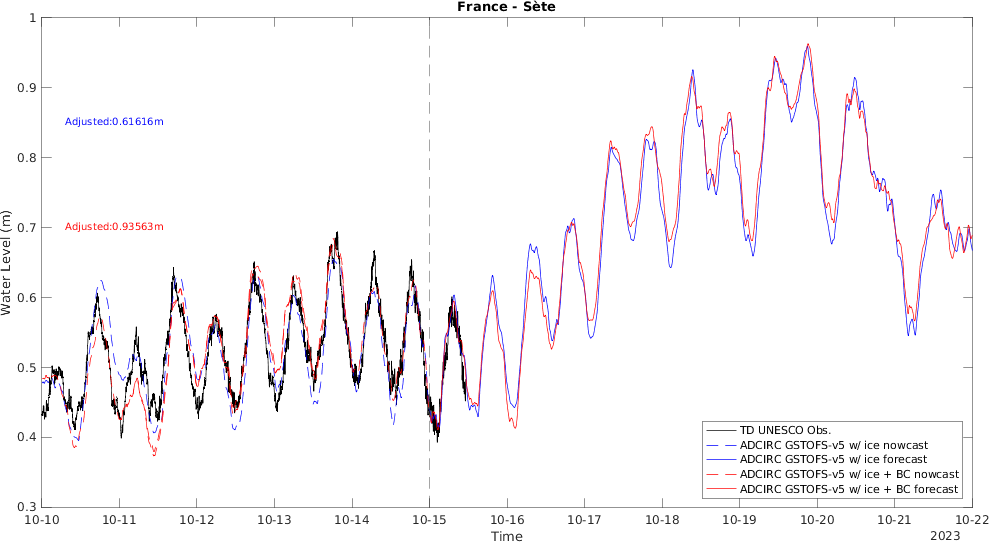 France - Sète
Water Level (m)
1
0.9
0.8
0.7
0.6
0.5
0.4
0.3
Adjusted:0.61616m
Adjusted:0.93563m
TD UNESCO Obs.
ADCIRC GSTOFS-v5 w/ ice nowcast
ADCIRC GSTOFS-v5 w/ ice forecast
ADCIRC GSTOFS-v5 w/ ice + BC nowcast
ADCIRC GSTOFS-v5 w/ ice + BC forecast
10-10 10-11 10-12 10-13 10-14 10-15 10-16 10-17 10-18 10-19 10-20 10-21 10-22
Time
2023